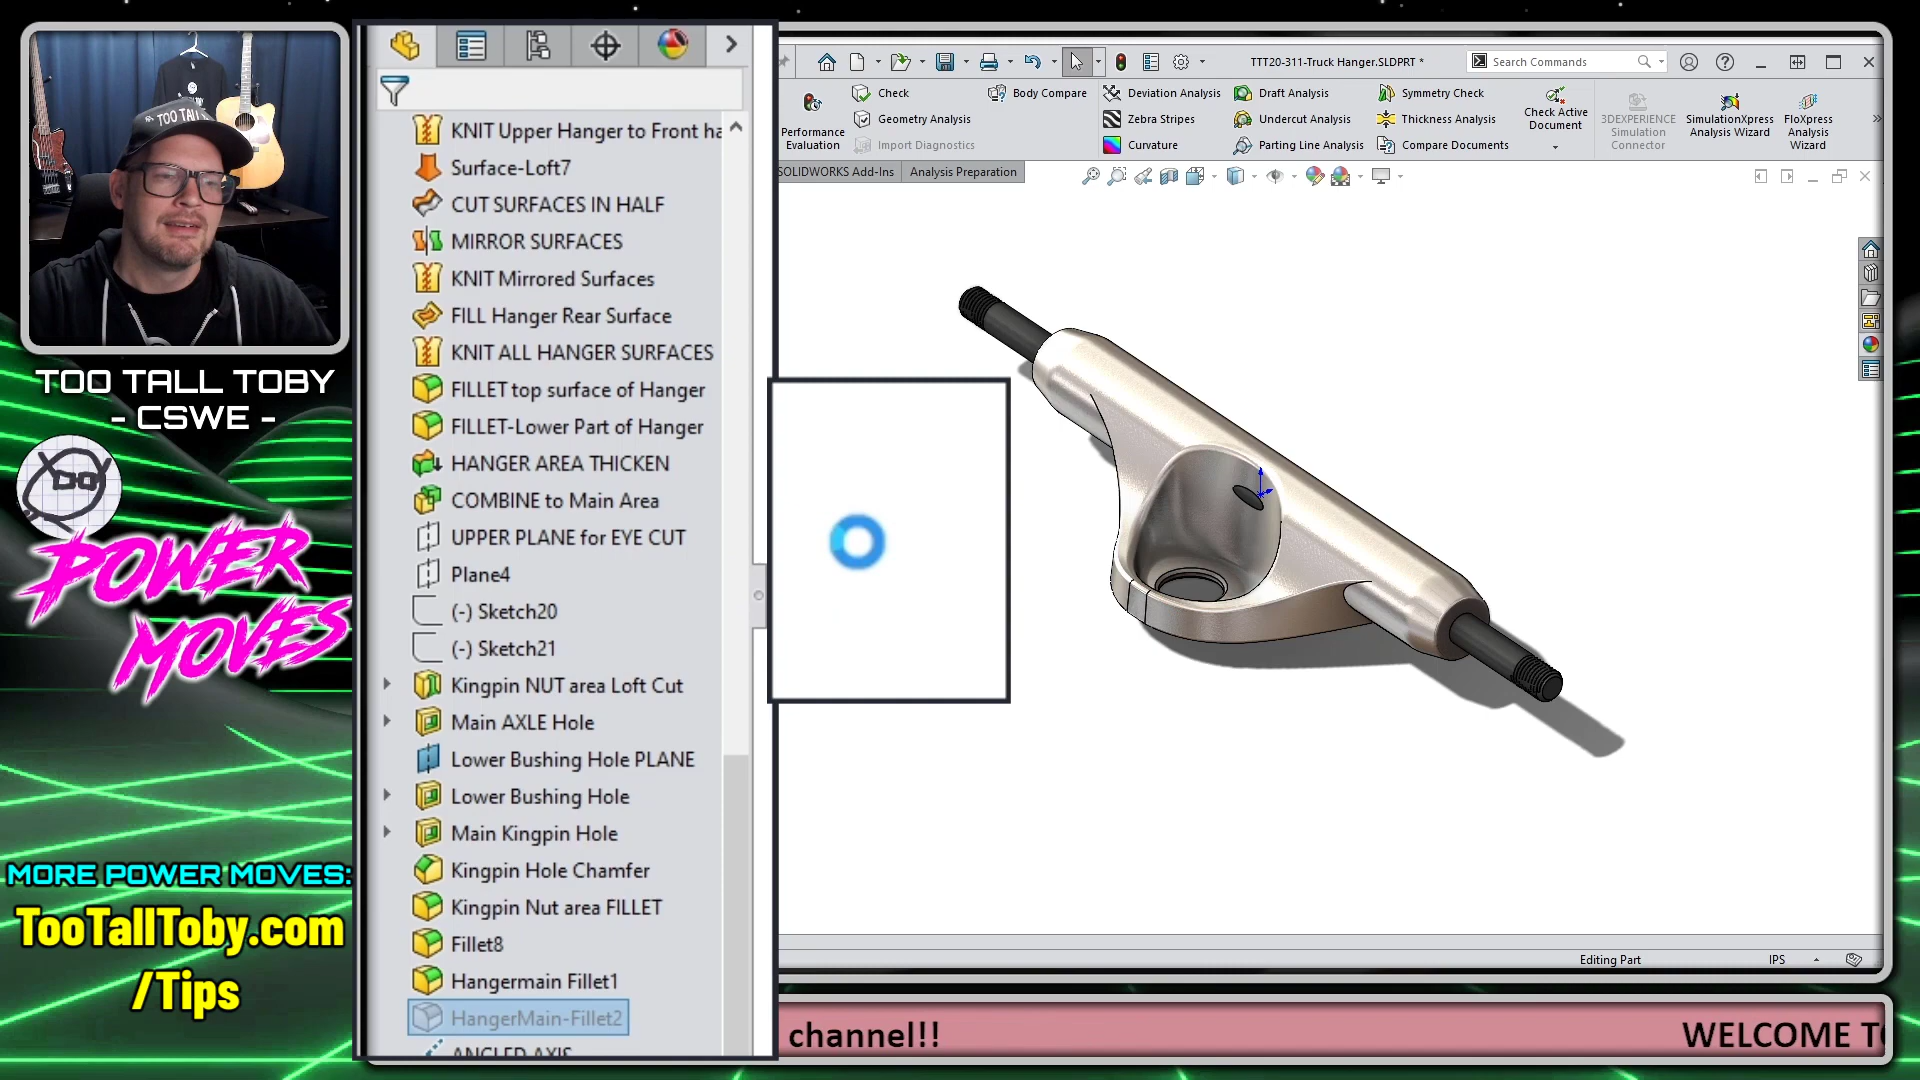 TOO TALL
TOO TALL TOBY
- CSWE -
POWER
MOVES
MORE POWER MOVES:
TooTallToby.com
/Tips
KNIT Upper Hanger to Front ha
Surface-Loft7
CUT SURFACES IN HALF
MIRROR SURFACES
KNIT Mirrored Surfaces
FILL Hanger Rear Surface
KNIT ALL HANGER SURFACES
FILLET top surface of Hanger
FILLET-Lower Part of Hanger
HANGER AREA THICKEN
COMBINE to Main Area
UPPER PLANE for EYE CUT
Plane4
(-) Sketch20
(-) Sketch21
Kingpin NUT area Loft Cut
Main AXLE Hole
Lower Bushing Hole PLANE
Lower Bushing Hole
Main Kingpin Hole
Kingpin Hole Chamfer
Kingpin Nut area FILLET
Fillet8
Hangermain Fillet1
HangerMain-Fillet2
ANGLED AXIS
TTT20-311-Truck Hanger.SLDPRT *
Search Commands
Performance
Evaluation
Check
Geometry Analysis
Import Diagnostics
Body Compare
Deviation Analysis
Zebra Stripes
Curvature
Draft Analysis
Undercut Analysis
Parting Line Analysis
Symmetry Check
Thickness Analysis
Compare Documents
Check Active
Document
3DEXPERIENCE
Simulation
Connector
SimulationXpress
Analysis Wizard
FloXpress
Analysis
Wizard
SOLIDWORKS Add-Ins
Analysis Preparation
Editing Part
IPS
channel!!
WELCOME TO